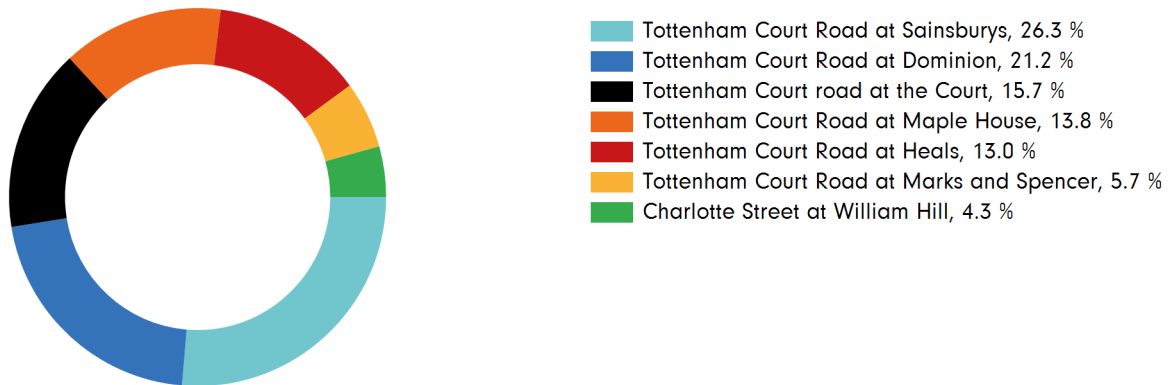 Tottenham Court Road at Sainsburys, 26.3 %
Tottenham Court Road at Dominion, 21.2 %
Tottenham Court road at the Court, 15.7 %
Tottenham Court Road at Maple House, 13.8 %
Tottenham Court Road at Heals, 13.0 %
Tottenham Court Road at Marks and Spencer, 5.7 %
Charlotte Street at William Hill, 4.3 %